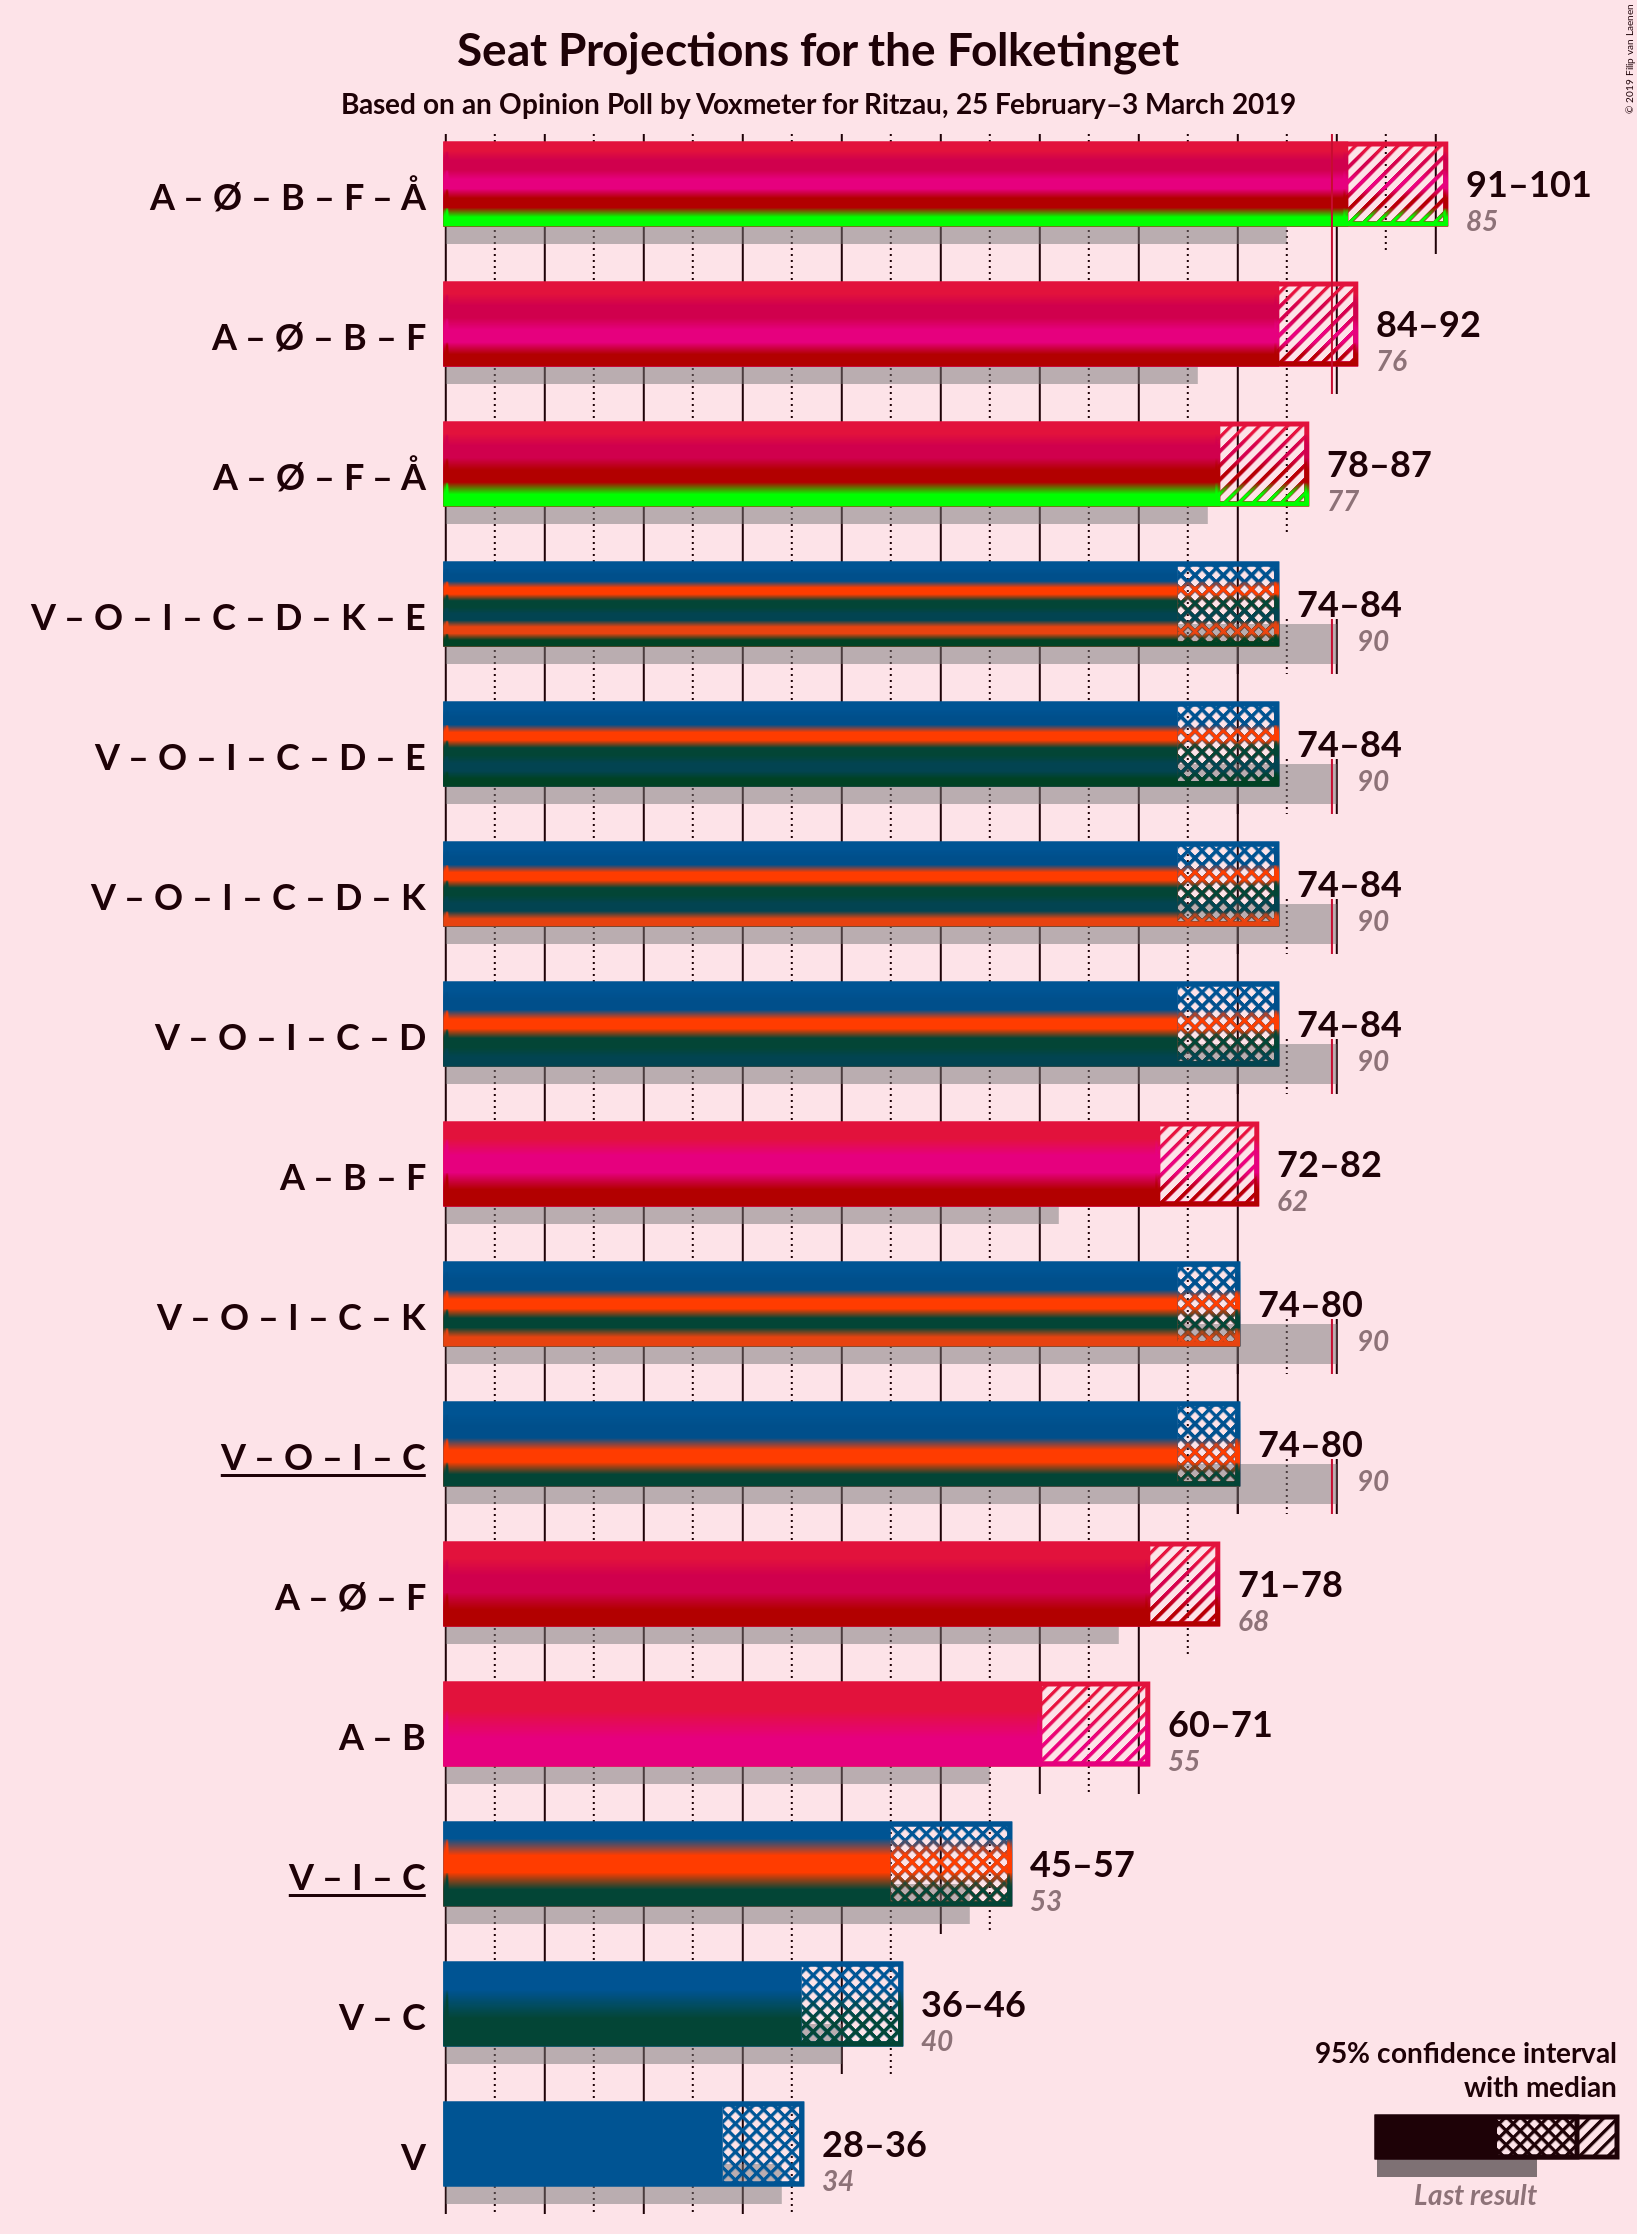 © 2019 Filip van Laenen
Seat Projections for the Folketinget
Based on an Opinion Poll by Voxmeter for Ritzau, 25 February–3 March 2019
A – Ø – B – F – Å
91–101
85
A – Ø – B – F
84–92
76
A – Ø – F – Å
78–87
77
V – O – I – C – D – K – E
74–84
90
V – O – I – C – D – E
74–84
90
V – O – I – C – D – K
74–84
90
V – O – I – C – D
74–84
90
A – B – F
72–82
62
V – O – I – C – K
74–80
90
V – O – I – C
74–80
90
A – Ø – F
71–78
68
A – B
60–71
55
V – I – C
45–57
53
V – C
36–46
40
V
28–36
34
95% confidence interval
with median
Last result